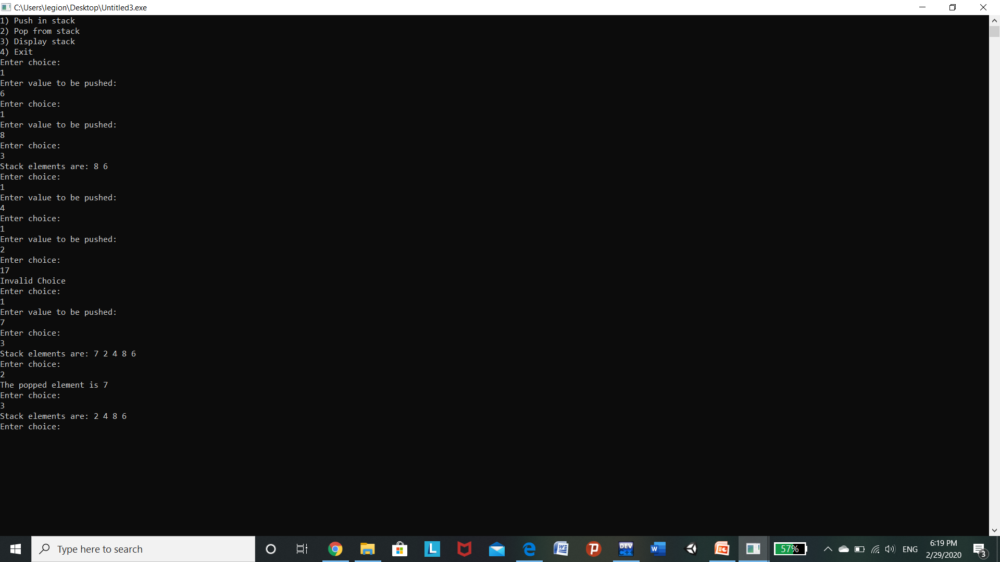 C:\Users\legion\Desktop\Untitled3.exe
1) Push in stack
2) Pop from stack
3) Display stack
4) Exit
Enter choice:
1
Enter value to be pushed:
6
Enter choice:
1
Enter value to be pushed:
8
Enter choice:
3
Stack elements are: 8 6
Enter choice:
1
Enter value to be pushed:
4
Enter choice:
1
Enter value to be pushed:
2
Enter choice:
17
Invalid Choice
Enter choice:
1
Enter value to be pushed:
7
Enter choice:
3
Stack elements are: 7 2 4 8 6
Enter choice:
2
The popped element is 7
Enter choice:
3
Stack elements are: 2 4 8 6
Enter choice:
Type here to search
L
DEV
57%
ENG
6:19 PM
2/29/2020
3